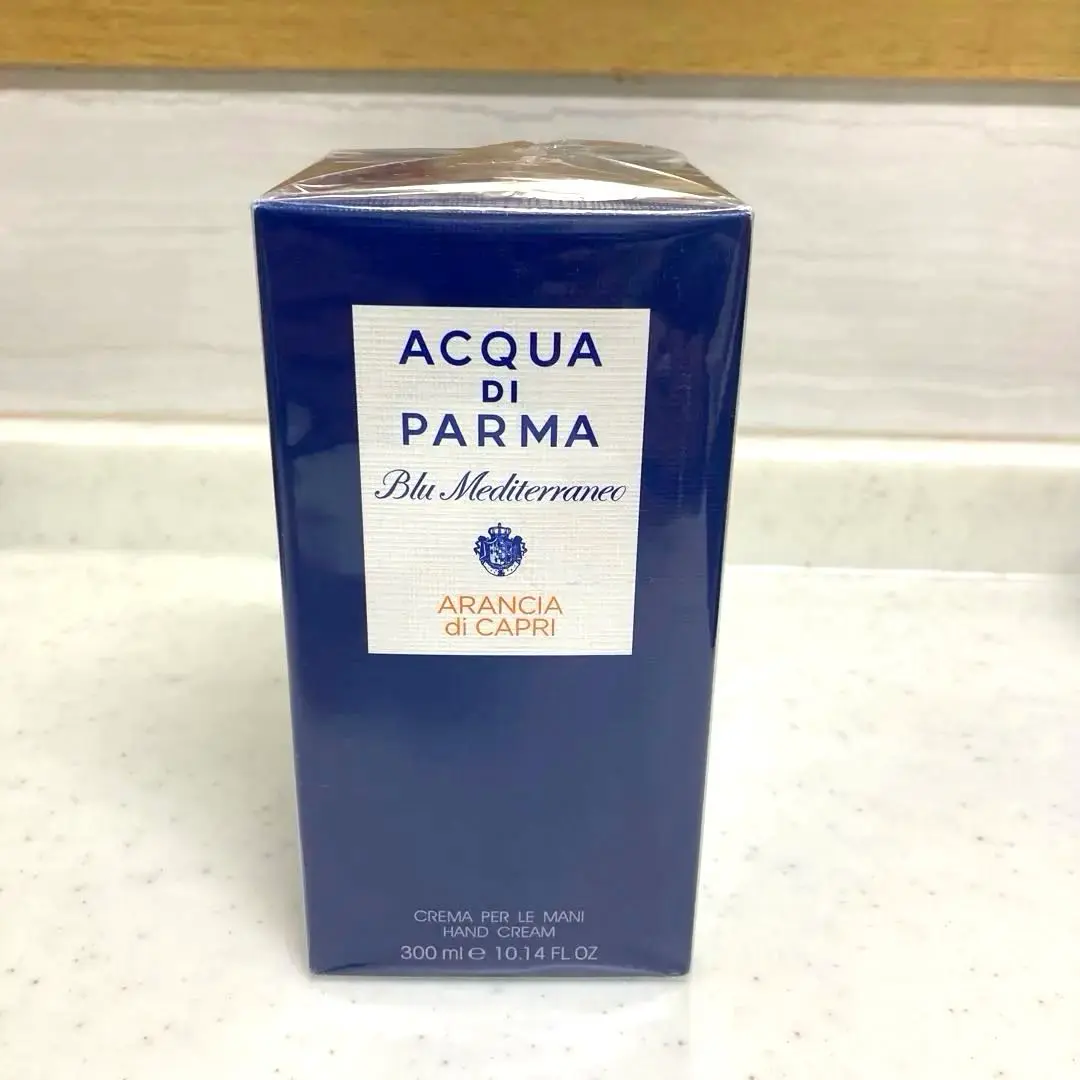 ACQUA
DI
PARMA
Blu Mediterraneo
ARANCIA
di CAPRI
CREMA PER LE MANI
HAND CREAM
300 ml ℮ 10.14 FL OZ